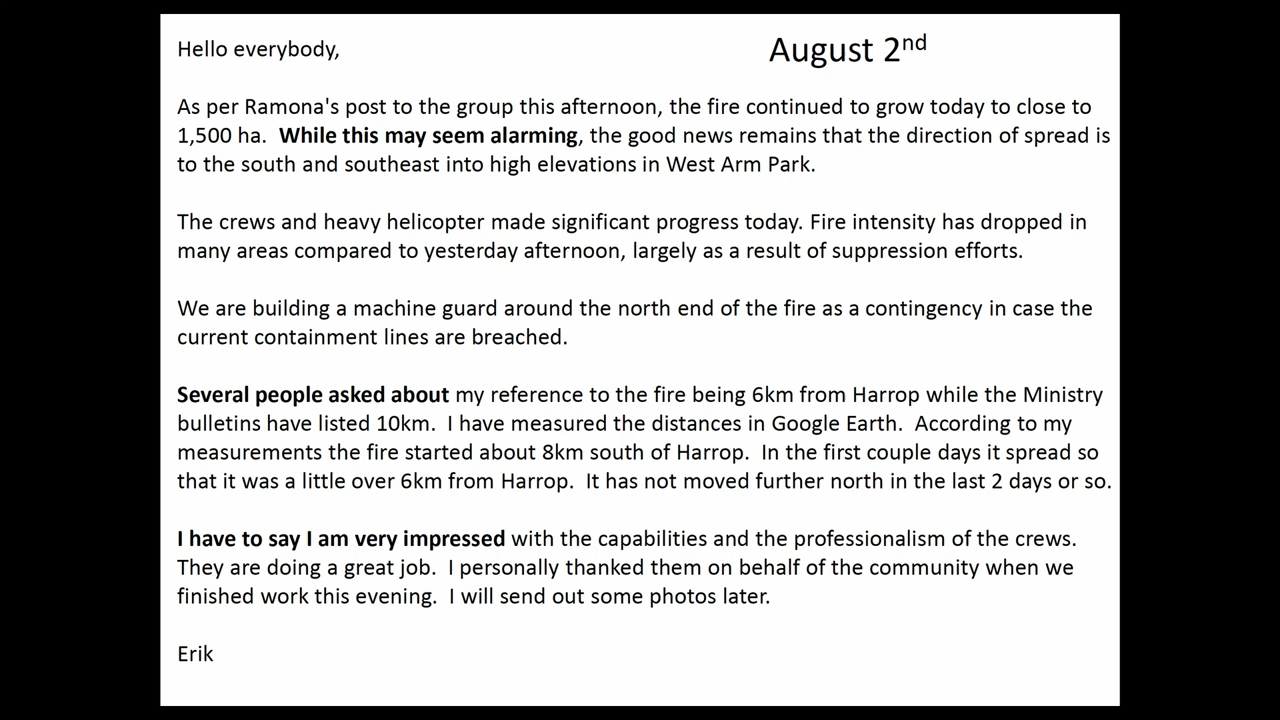 Hello everybody,
August 2nd
As per Ramona's post to the group this afternoon, the fire continued to grow today to close to
1,500 ha.  While this may seem alarming, the good news remains that the direction of spread is
to the south and southeast into high elevations in West Arm Park.
The crews and heavy helicopter made significant progress today. Fire intensity has dropped in
many areas compared to yesterday afternoon, largely as a result of suppression efforts.
We are building a machine guard around the north end of the fire as a contingency in case the
current containment lines are breached.
Several people asked about my reference to the fire being 6km from Harrop while the Ministry
bulletins have listed 10km.  I have measured the distances in Google Earth.  According to my
measurements the fire started about 8km south of Harrop.  In the first couple days it spread so
that it was a little over 6km from Harrop.  It has not moved further north in the last 2 days or so.
I have to say I am very impressed with the capabilities and the professionalism of the crews.
They are doing a great job.  I personally thanked them on behalf of the community when we
finished work this evening.  I will send out some photos later.
Erik